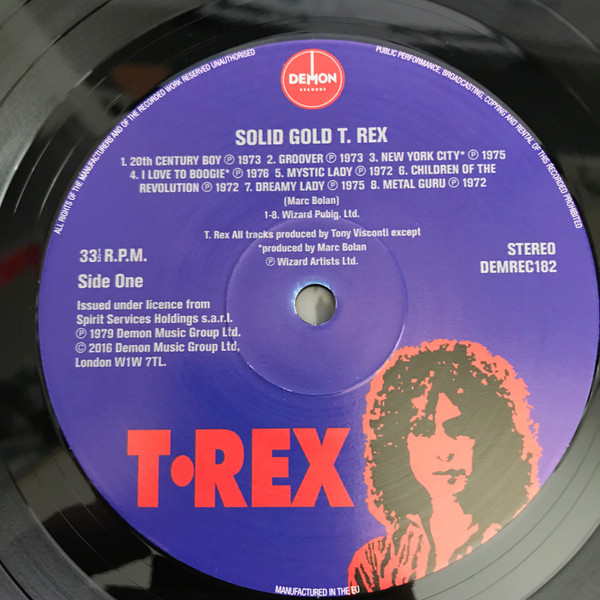 ALL RIGHTS OF THE MANUFACTURERS AND OF THE RECORDED WORK RESERVED UNAUTHORISED
PUBLIC PERFORMANCE, BROADCASTING, COPYING AND RENTAL OF THIS RECORDED PROHIBITED
DEMON
RECORDS
SOLID GOLD T. REX
1. 20th CENTURY BOY ℗ 1973 2. GROOVER ℗ 1973 3. NEW YORK CITY* ℗ 1975
4. I LOVE TO BOOGIE* ℗ 1976 5. MYSTIC LADY ℗ 1972 6. CHILDREN OF THE
REVOLUTION ℗ 1972 7. DREAMY LADY ℗ 1975 8. METAL GURU ℗ 1972
(Marc Bolan)
1-8. Wizard Pubig. Ltd.
T. Rex All tracks produced by Tony Visconti except
*produced by Marc Bolan
℗ Wizard Artists Ltd.
33⅓ R.P.M.
Side One
STEREO
DEMREC182
Issued under licence from
Spirit Services Holdings s.a.r.l.
℗ 1979 Demon Music Group Ltd.
© 2016 Demon Music Group Ltd.
London W1W 7TL.
T•REX
MANUFACTURED IN THE EU